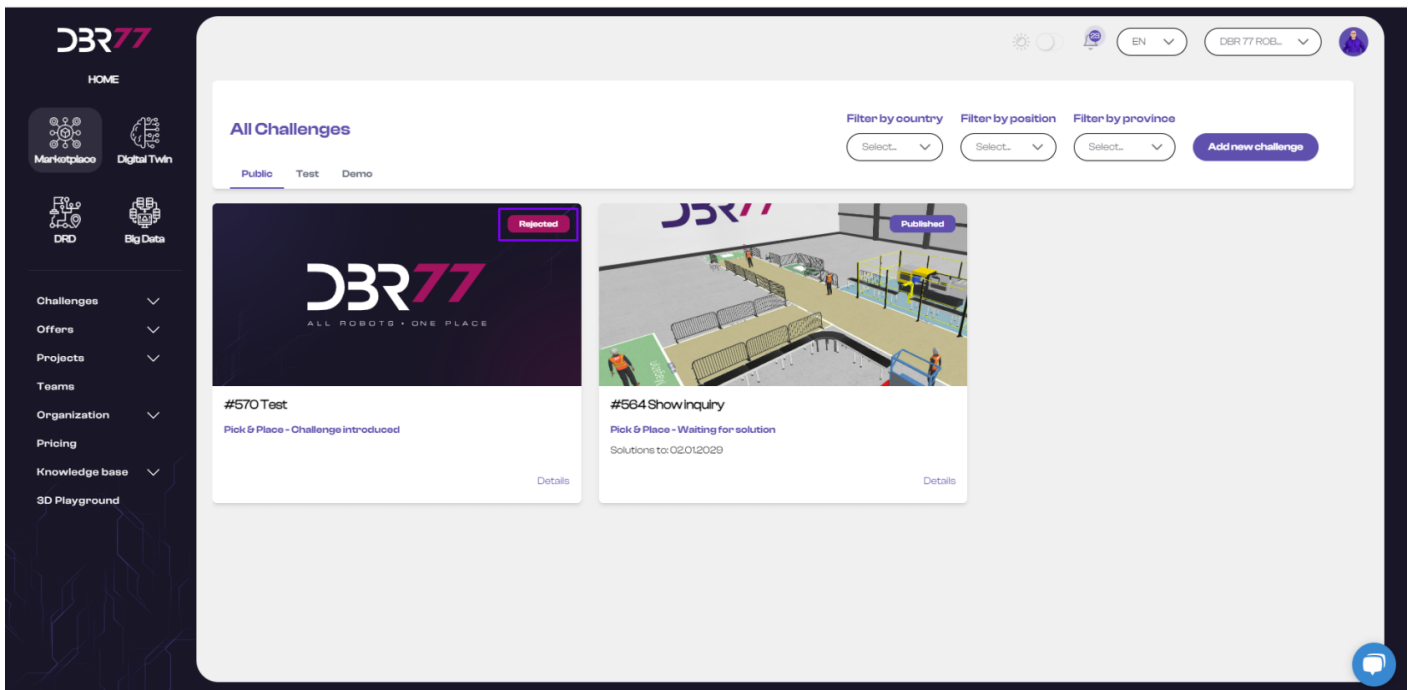 DBR77
HOME
Marketplace
Digital Twin
DRD
Big Data
Challenges
Offers
Projects
Teams
Organization
Pricing
Knowledge base
3D Playground
29
EN
DBR 77 ROB...
All Challenges
Filter by country
Filter by position
Filter by province
Select...
Select...
Select...
Add new challenge
Public
Test
Demo
Rejected
DBR77
ALL ROBOTS • ONE PLACE
#570 Test
Pick & Place - Challenge introduced
Details
DBR77
Published
#564 Show inquiry
Pick & Place - Waiting for solution
Solutions to: 02.01.2029
Details